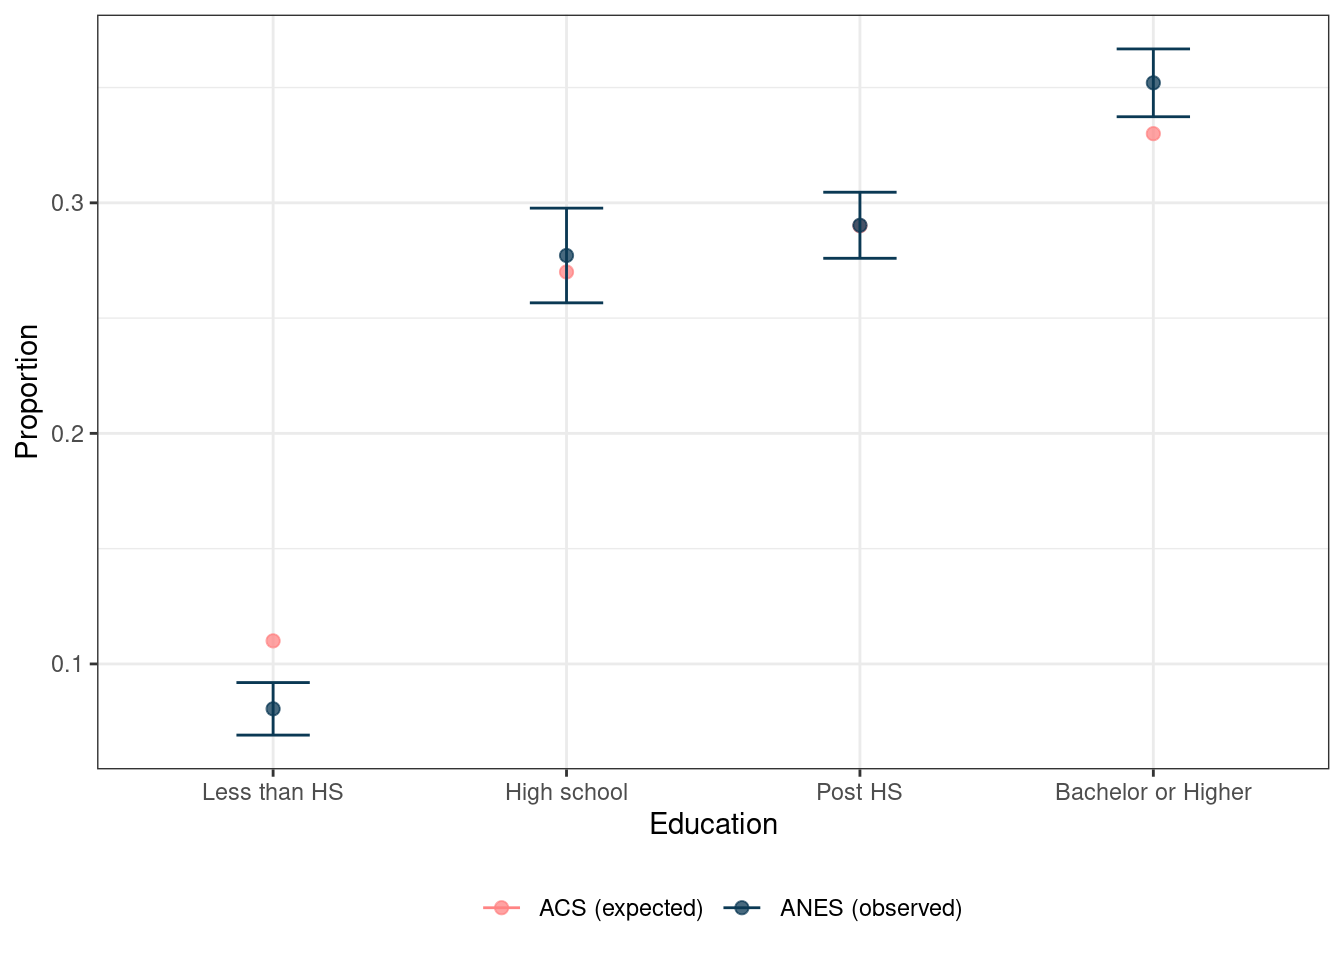 Proportion
0.3
0.2
0.1
Less than HS
High school
Post HS
Bachelor or Higher
Education
ACS (expected)
ANES (observed)